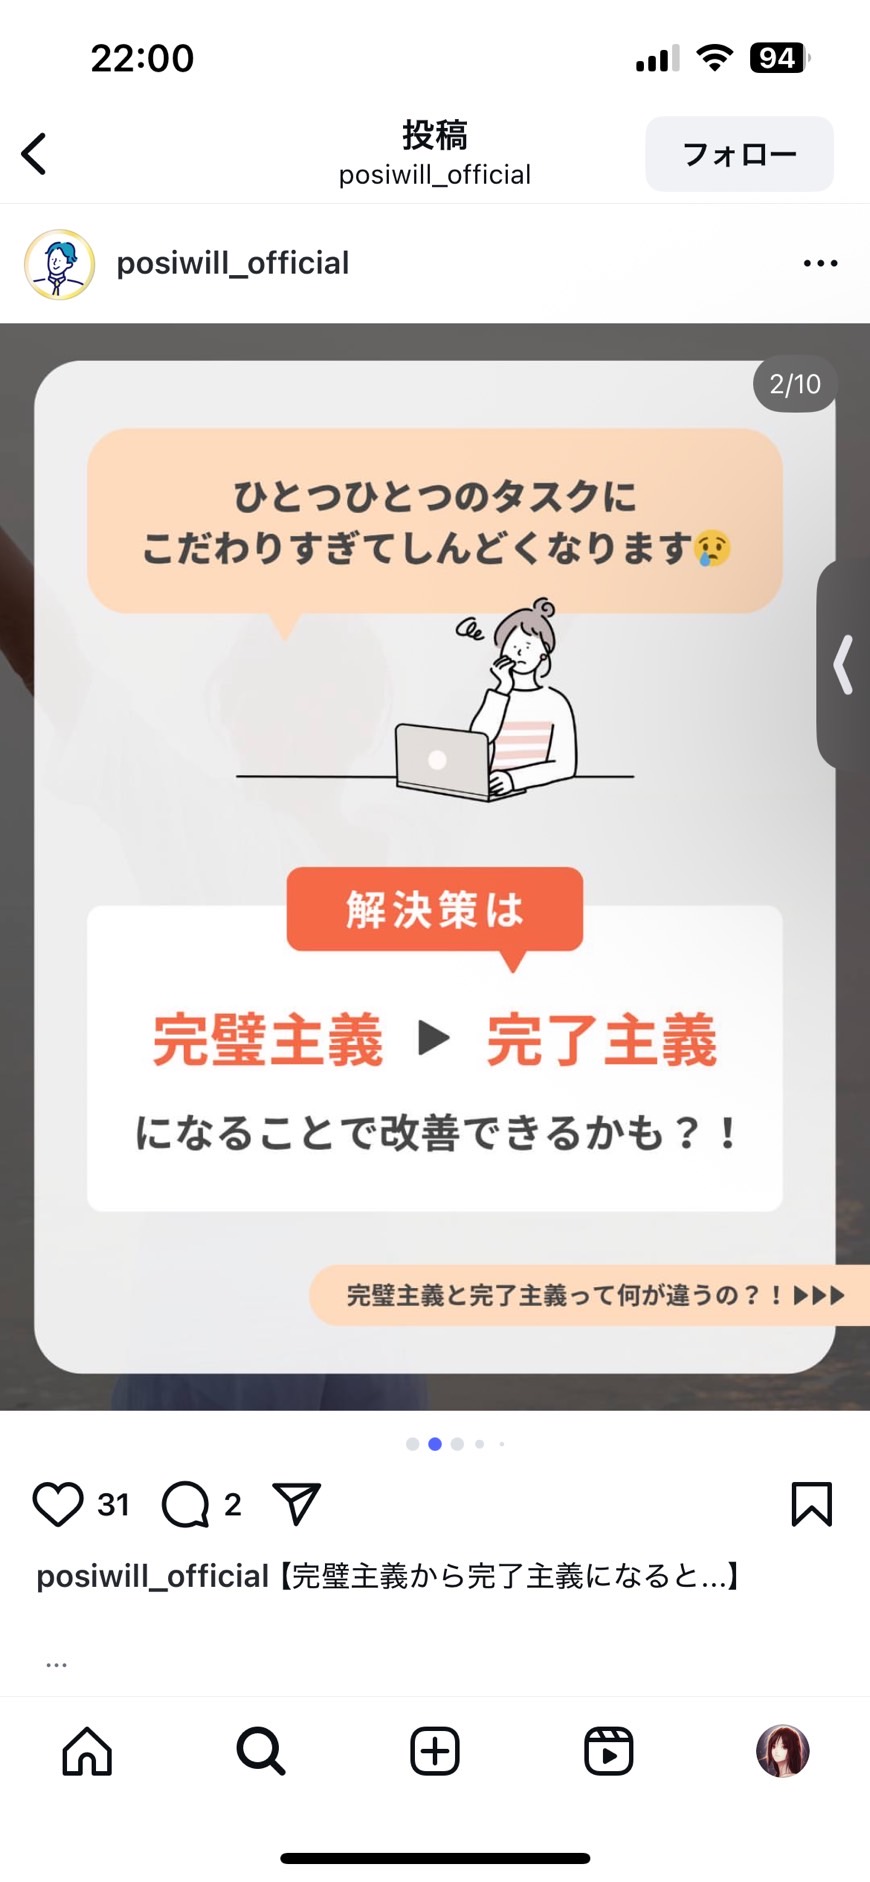 22:00
94
投稿
posiwill_official
フォロー
posiwill_official
2/10
ひとつひとつのタスクに
こだわりすぎてしんどくなります😥
解決策は
完璧主義 ▶ 完了主義
になることで改善できるかも？！
完璧主義と完了主義って何が違うの？！▶▶▶
31
2
posiwill_official 【完璧主義から完了主義になると...】
...